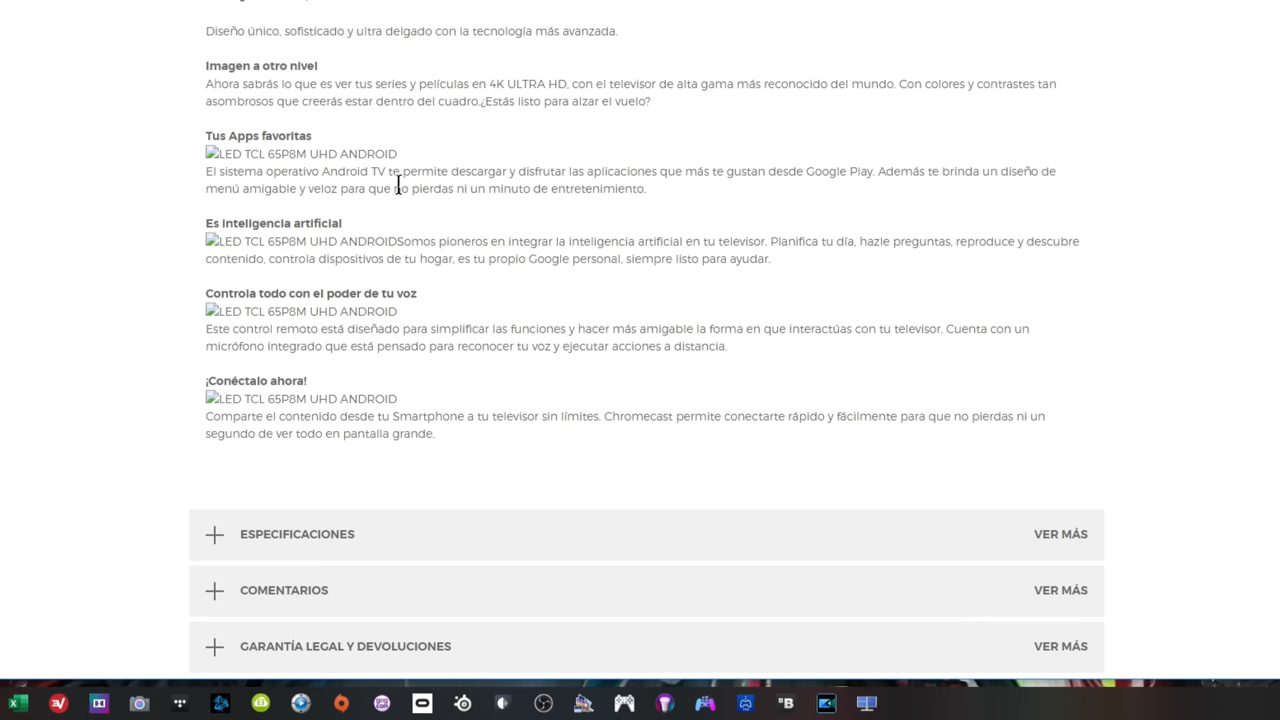 Diseño único, sofisticado y ultra delgado con la tecnología más avanzada.
Imagen a otro nivel
Ahora sabrás lo que es ver tus series y películas en 4K ULTRA HD, con el televisor de alta gama más reconocido del mundo. Con colores y contrastes tan
asombrosos que creerás estar dentro del cuadro.¿Estás listo para alzar el vuelo?
Tus Apps favoritas
LED TCL 65P8M UHD ANDROID
El sistema operativo Android TV te permite descargar y disfrutar las aplicaciones que más te gustan desde Google Play. Además te brinda un diseño de
menú amigable y veloz para que no pierdas ni un minuto de entretenimiento.
Es inteligencia artificial
LED TCL 65P8M UHD ANDROIDSomos pioneros en integrar la inteligencia artificial en tu televisor. Planifica tu día, hazle preguntas, reproduce y descubre
contenido, controla dispositivos de tu hogar, es tu propio Google personal, siempre listo para ayudar.
Controla todo con el poder de tu voz
LED TCL 65P8M UHD ANDROID
Este control remoto está diseñado para simplificar las funciones y hacer más amigable la forma en que interactúas con tu televisor. Cuenta con un
micrófono integrado que está pensado para reconocer tu voz y ejecutar acciones a distancia.
¡Conéctalo ahora!
LED TCL 65P8M UHD ANDROID
Comparte el contenido desde tu Smartphone a tu televisor sin límites. Chromecast permite conectarte rápido y fácilmente para que no pierdas ni un
segundo de ver todo en pantalla grande.
ESPECIFICACIONES VER MÁS
COMENTARIOS VER MÁS
GARANTÍA LEGAL Y DEVOLUCIONES VER MÁS